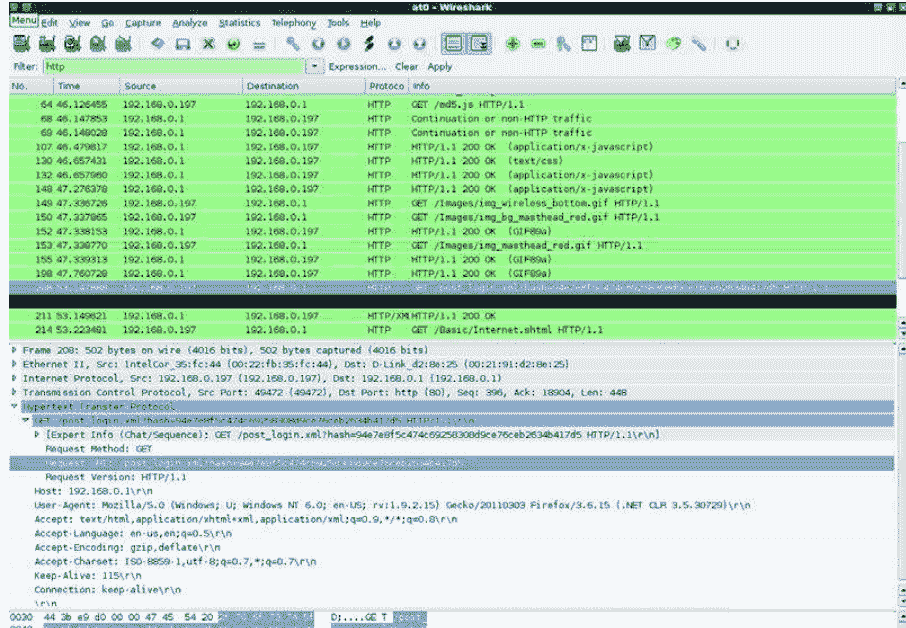 at0 - Wireshark
Menu Edit View Go Capture Analyze Statistics Telephony Tools Help
Filter: http Expression... Clear Apply
No. Time Source Destination Protoco Info
64 46.126455 192.168.0.197 192.168.0.1 HTTP GET /md5.js HTTP/1.1
68 46.147853 192.168.0.1 192.168.0.197 HTTP Continuation or non-HTTP traffic
69 46.148028 192.168.0.1 192.168.0.197 HTTP Continuation or non-HTTP traffic
107 46.479817 192.168.0.1 192.168.0.197 HTTP HTTP/1.1 200 OK (application/x-javascript)
130 46.657431 192.168.0.1 192.168.0.197 HTTP HTTP/1.1 200 OK (text/css)
132 46.657960 192.168.0.1 192.168.0.197 HTTP HTTP/1.1 200 OK (application/x-javascript)
148 47.276378 192.168.0.1 192.168.0.197 HTTP HTTP/1.1 200 OK (application/x-javascript)
149 47.336726 192.168.0.197 192.168.0.1 HTTP GET /Images/img_wireless_bottom.gif HTTP/1.1
150 47.337865 192.168.0.197 192.168.0.1 HTTP GET /Images/img_bg_masthead_red.gif HTTP/1.1
152 47.338153 192.168.0.1 192.168.0.197 HTTP HTTP/1.1 200 OK (GIF89a)
153 47.338770 192.168.0.197 192.168.0.1 HTTP GET /Images/img_masthead_red.gif HTTP/1.1
155 47.339313 192.168.0.1 192.168.0.197 HTTP HTTP/1.1 200 OK (GIF89a)
198 47.760728 192.168.0.1 192.168.0.197 HTTP HTTP/1.1 200 OK (GIF89a)
211 53.149621 192.168.0.1 192.168.0.197 HTTP/XML HTTP/1.1 200 OK
214 53.223481 192.168.0.197 192.168.0.1 HTTP GET /Basic/Internet.shtml HTTP/1.1
Frame 208: 502 bytes on wire (4016 bits), 502 bytes captured (4016 bits)
Ethernet II, Src: IntelCor_35:fc:44 (00:22:fb:35:fc:44), Dst: D-Link_d2:8e:25 (00:21:91:d2:8e:25)
Internet Protocol, Src: 192.168.0.197 (192.168.0.197), Dst: 192.168.0.1 (192.168.0.1)
Transmission Control Protocol, Src Port: 49472 (49472), Dst Port: http (80), Seq: 396, Ack: 18904, Len: 448
Hypertext Transfer Protocol
GET /post_login.xml?hash=94e7e8f5c474c69258308d9ce76ceb2634b417d5 HTTP/1.1\r\n
[Expert Info (Chat/Sequence): GET /post_login.xml?hash=94e7e8f5c474c69258308d9ce76ceb2634b417d5 HTTP/1.1\r\n]
Request Method: GET
Request Version: HTTP/1.1
Host: 192.168.0.1\r\n
User-Agent: Mozilla/5.0 (Windows; U; Windows NT 6.0; en-US; rv:1.9.2.15) Gecko/20110303 Firefox/3.6.15 (.NET CLR 3.5.30729)\r\n
Accept: text/html,application/xhtml+xml,application/xml;q=0.9,*/*;q=0.8\r\n
Accept-Language: en-us,en;q=0.5\r\n
Accept-Encoding: gzip,deflate\r\n
Accept-Charset: ISO-8859-1,utf-8;q=0.7,*;q=0.7\r\n
Keep-Alive: 115\r\n
Connection: keep-alive\r\n
\r\n
0030 44 3b e9 d0 00 00 47 45 54 20 D;....GE T